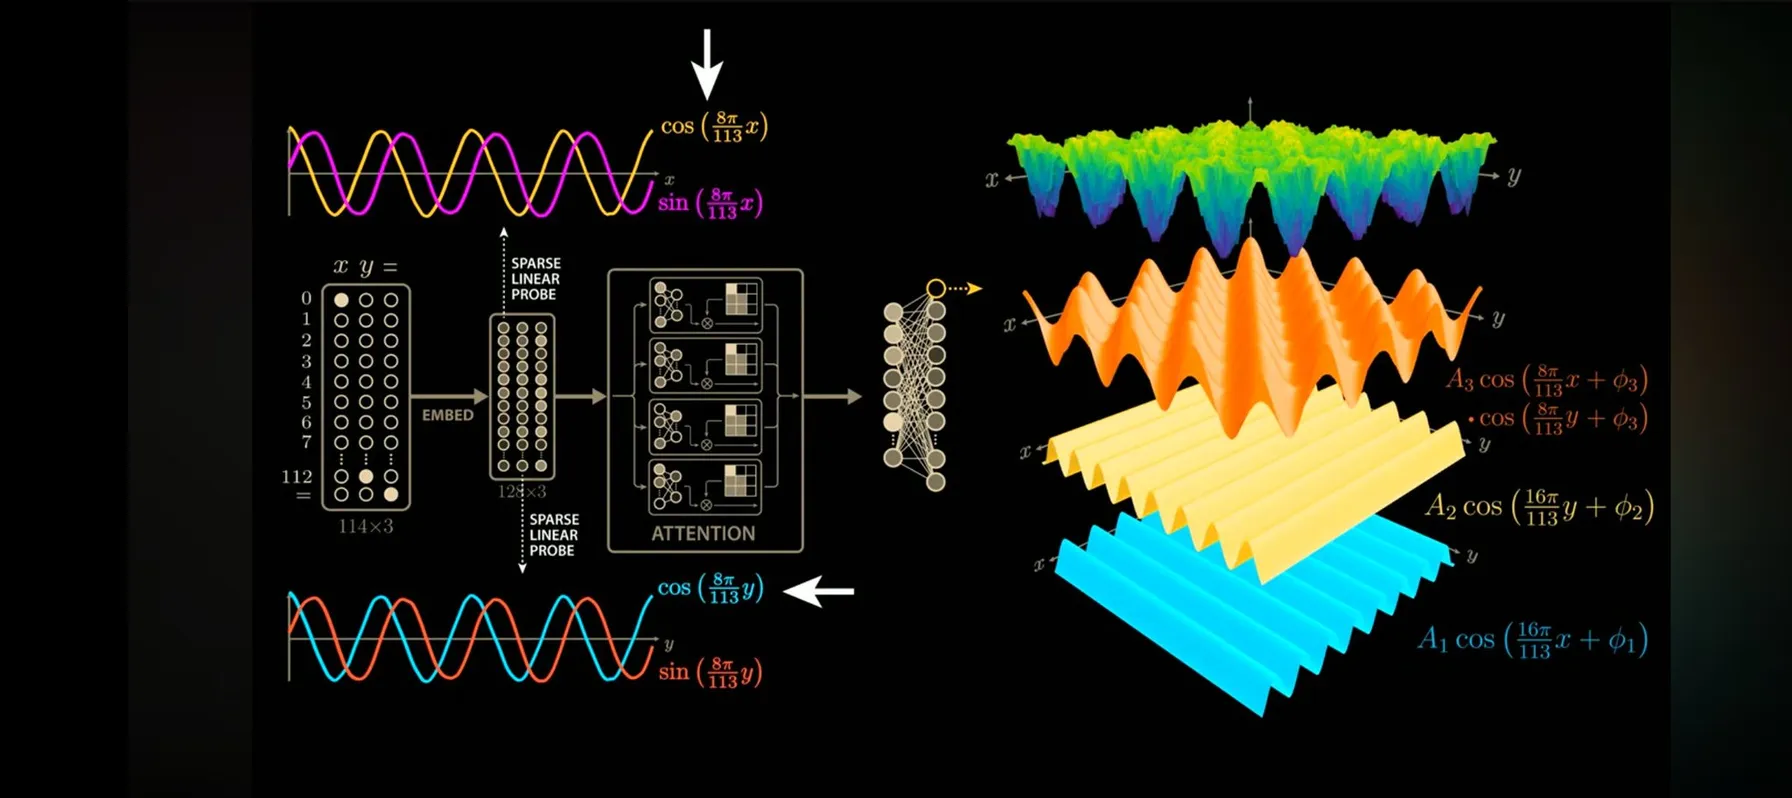 cos (8π/113 x)
x
sin (8π/113 x)
x y =
0
1
2
3
4
5
6
7
112
=
114×3
EMBED
SPARSE
LINEAR
PROBE
128×3
SPARSE
LINEAR
PROBE
ATTENTION
cos (8π/113 y)
y
sin (8π/113 y)
x y
x y
A₃ cos (8π/113 x + ϕ₃)
· cos (8π/113 y + ϕ₃)
x y
A₂ cos (16π/113 y + ϕ₂)
x y
A₁ cos (16π/113 x + ϕ₁)